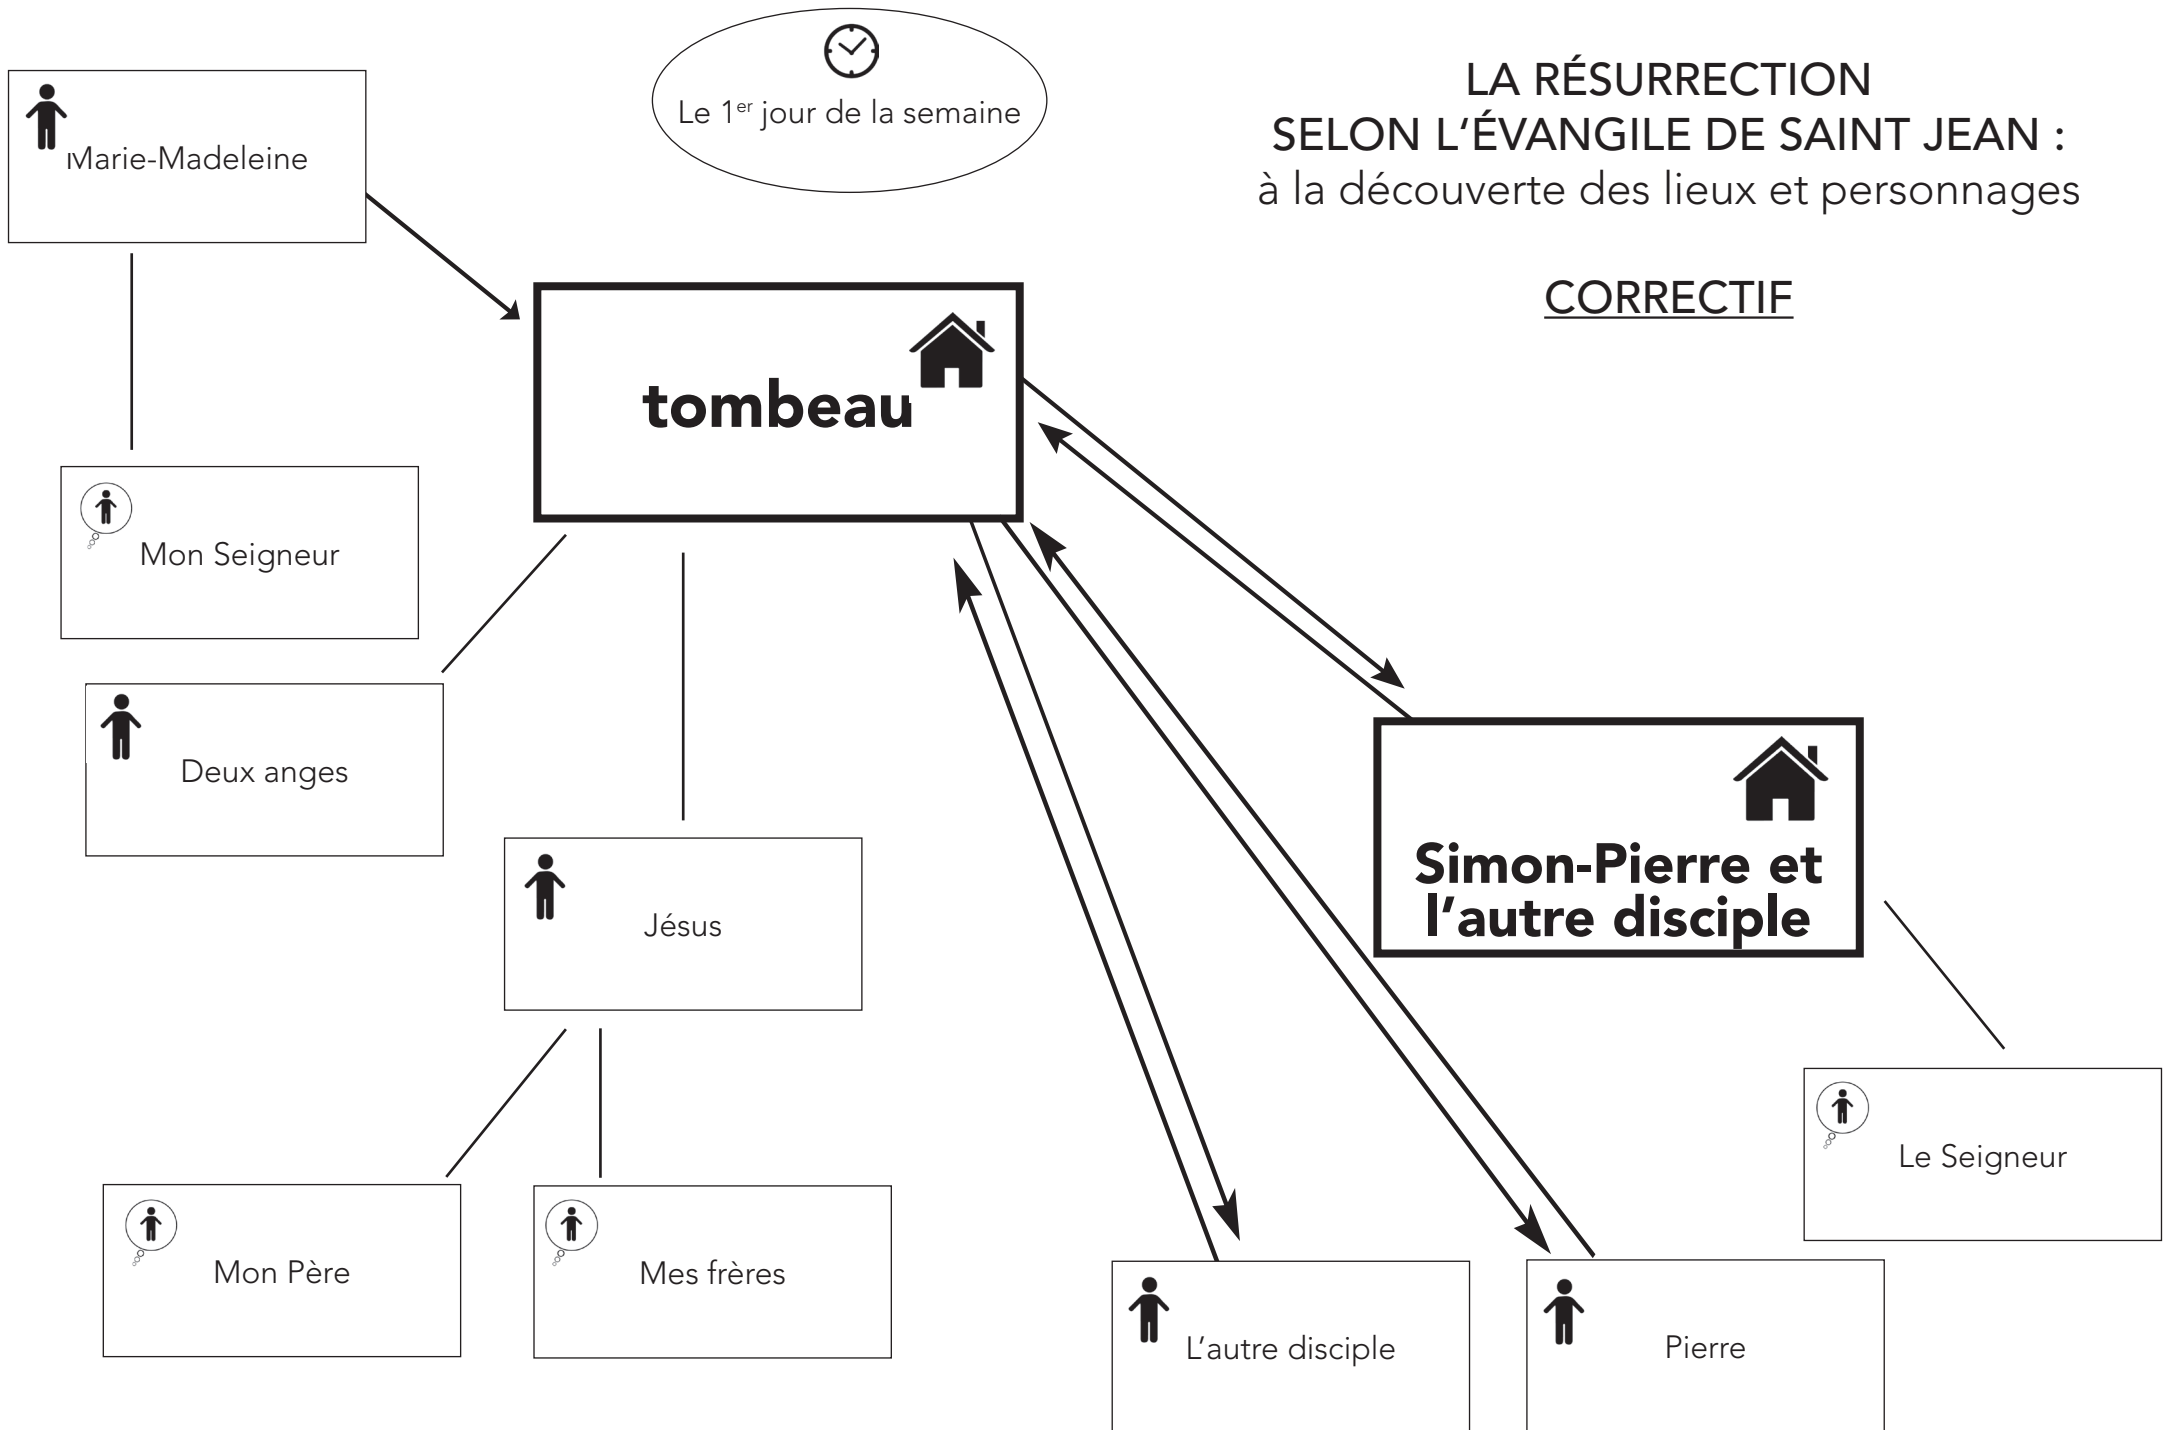 Le 1er jour de la semaine
LA RÉSURRECTION
SELON L‘ÉVANGILE DE SAINT JEAN :
à la découverte des lieux et personnages
CORRECTIF
Marie-Madeleine
tombeau
Mon Seigneur
Deux anges
Jésus
Simon-Pierre et
l’autre disciple
Le Seigneur
Mon Père
Mes frères
L’autre disciple
Pierre